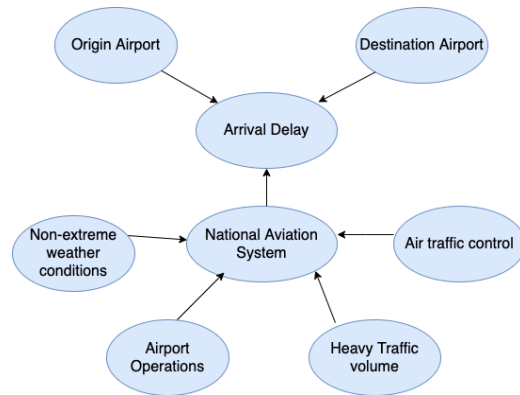 Origin Airport
Destination Airport
Arrival Delay
Non-extreme
weather
conditions
National Aviation
System
Air traffic control
Airport
Operations
Heavy Traffic
volume